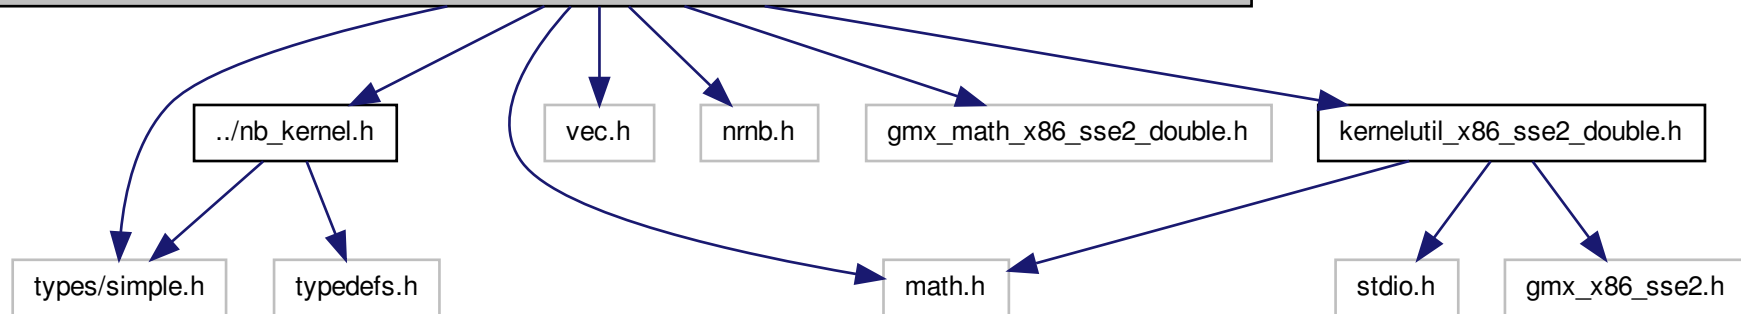 ../nb_kernel.h
vec.h
nrnb.h
gmx_math_x86_sse2_double.h
kernelutil_x86_sse2_double.h
types/simple.h
typedefs.h
math.h
stdio.h
gmx_x86_sse2.h